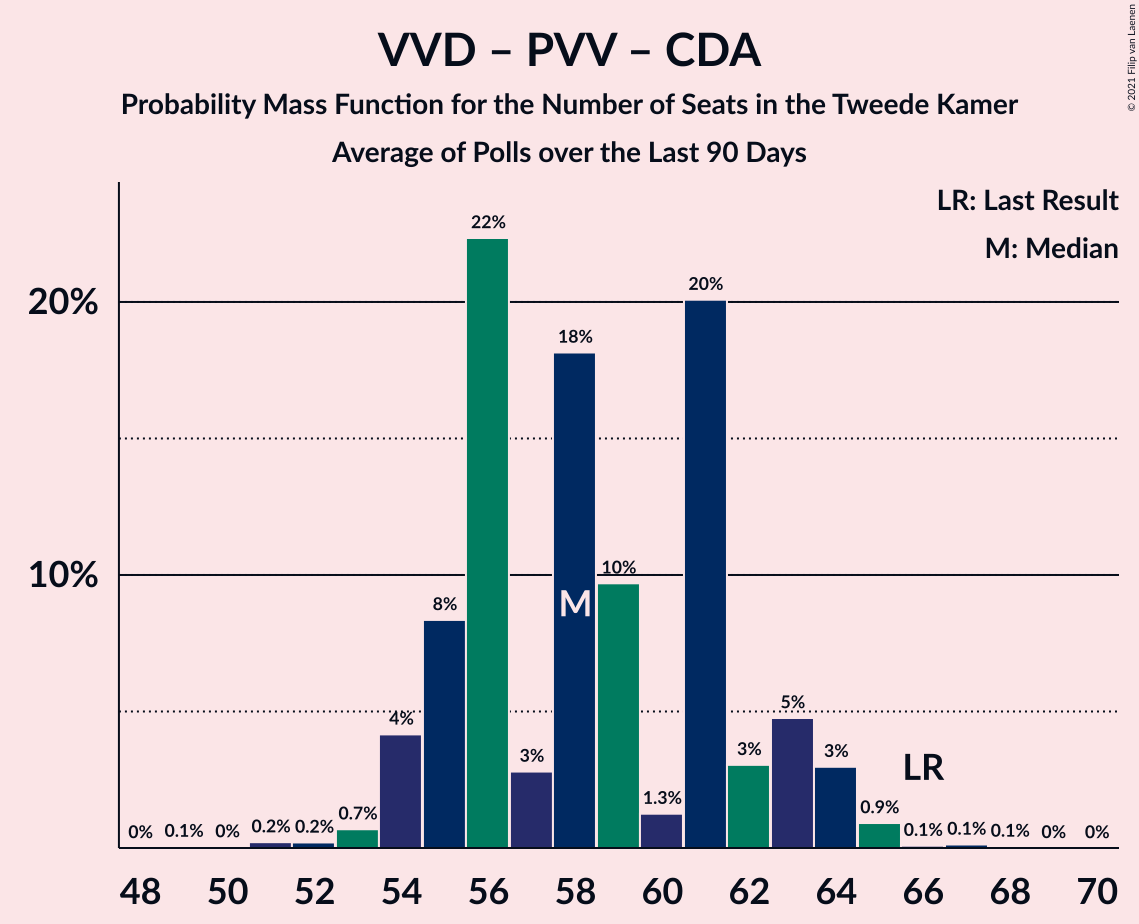 VVD – PVV – CDA
Probability Mass Function for the Number of Seats in the Tweede Kamer
Average of Polls over the Last 90 Days
© 2021 Filip van Laenen
LR: Last Result
M: Median
20%
10%
0%
0.1%
0%
0.2%
0.2%
0.7%
4%
8%
22%
3%
18%
10%
1.3%
20%
3%
5%
3%
0.9%
0.1%
0.1%
0.1%
0%
0%
M
LR
48 50 52 54 56 58 60 62 64 66 68 70